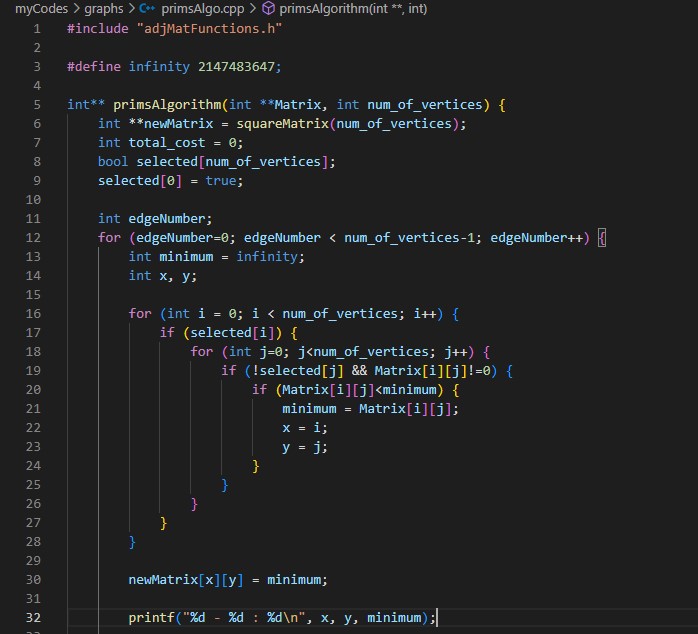 myCodes > graphs > C++ primsAlgo.cpp > primsAlgorithm(int **, int)
1 #include "adjMatFunctions.h"
2
3 #define infinity 2147483647;
4
5 int** primsAlgorithm(int **Matrix, int num_of_vertices) {
6     int **newMatrix = squareMatrix(num_of_vertices);
7     int total_cost = 0;
8     bool selected[num_of_vertices];
9     selected[0] = true;
10
11     int edgeNumber;
12     for (edgeNumber=0; edgeNumber < num_of_vertices-1; edgeNumber++) {
13         int minimum = infinity;
14         int x, y;
15
16         for (int i = 0; i < num_of_vertices; i++) {
17             if (selected[i]) {
18                 for (int j=0; j<num_of_vertices; j++) {
19                     if (!selected[j] && Matrix[i][j]!=0) {
20                         if (Matrix[i][j]<minimum) {
21                             minimum = Matrix[i][j];
22                             x = i;
23                             y = j;
24                         }
25                     }
26                 }
27             }
28         }
29
30         newMatrix[x][y] = minimum;
31
32         printf("%d - %d : %d\n", x, y, minimum);